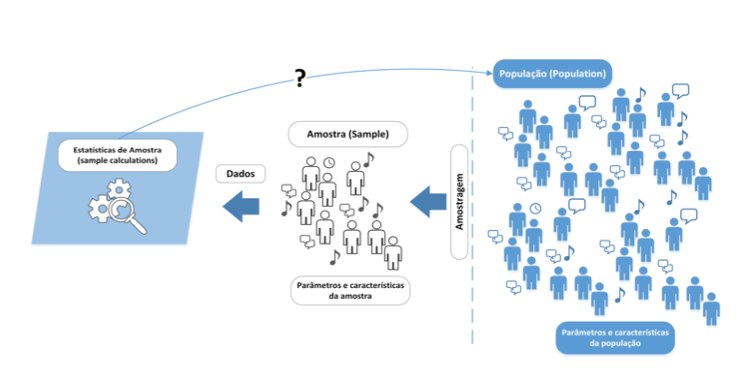 ?
População (Population)
Estatísticas de Amostra
(sample calculations)
Amostra (Sample)
Dados
Amostragem
Parâmetros e características
da amostra
Parâmetros e características
da população